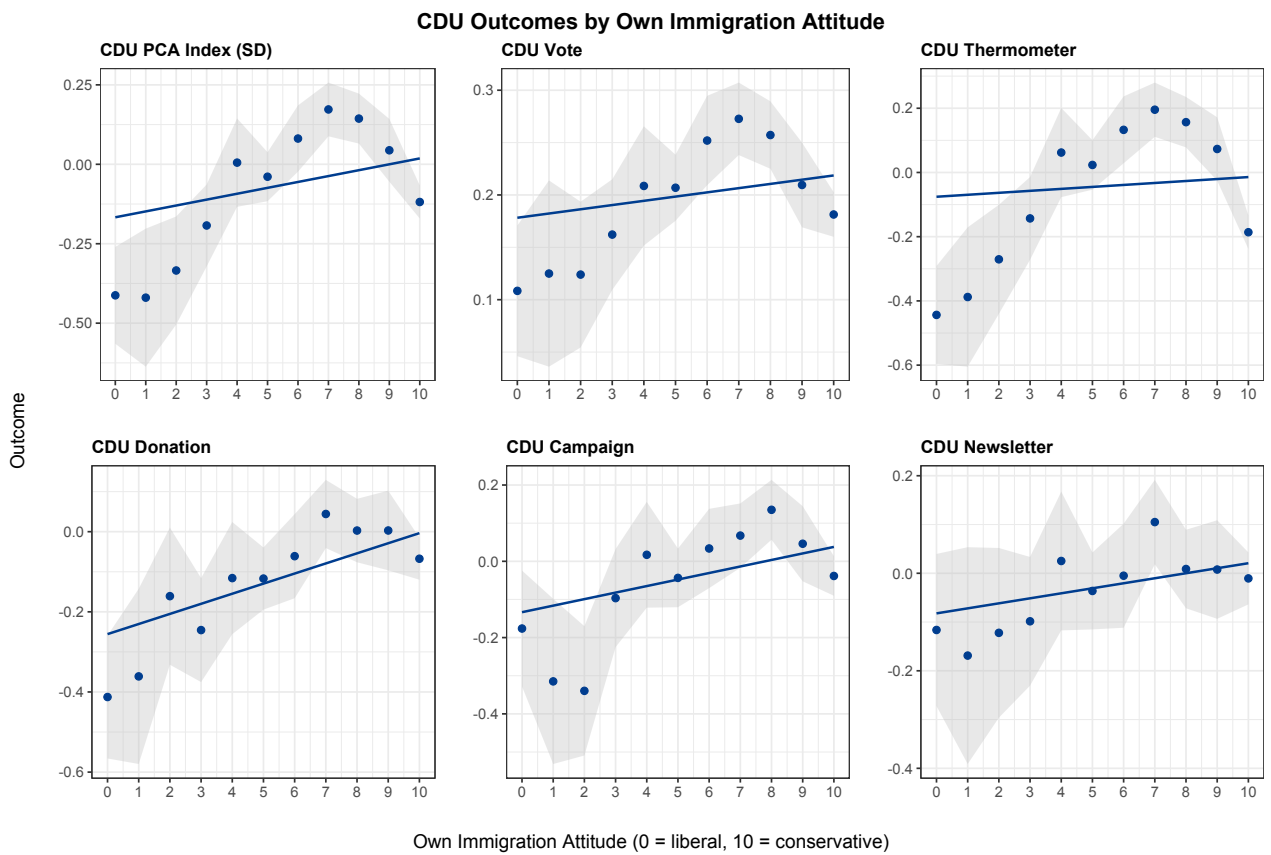 CDU Outcomes by Own Immigration Attitude
CDU PCA Index (SD)
CDU Vote
CDU Thermometer
0.25
0.00
-0.25
-0.50
0.3
0.2
0.1
0.2
0.0
-0.2
-0.4
-0.6
0 1 2 3 4 5 6 7 8 9 10
0 1 2 3 4 5 6 7 8 9 10
0 1 2 3 4 5 6 7 8 9 10
Outcome
CDU Donation
CDU Campaign
CDU Newsletter
0.0
-0.2
-0.4
-0.6
0.2
0.0
-0.2
-0.4
0.2
0.0
-0.2
-0.4
0 1 2 3 4 5 6 7 8 9 10
0 1 2 3 4 5 6 7 8 9 10
0 1 2 3 4 5 6 7 8 9 10
Own Immigration Attitude (0 = liberal, 10 = conservative)